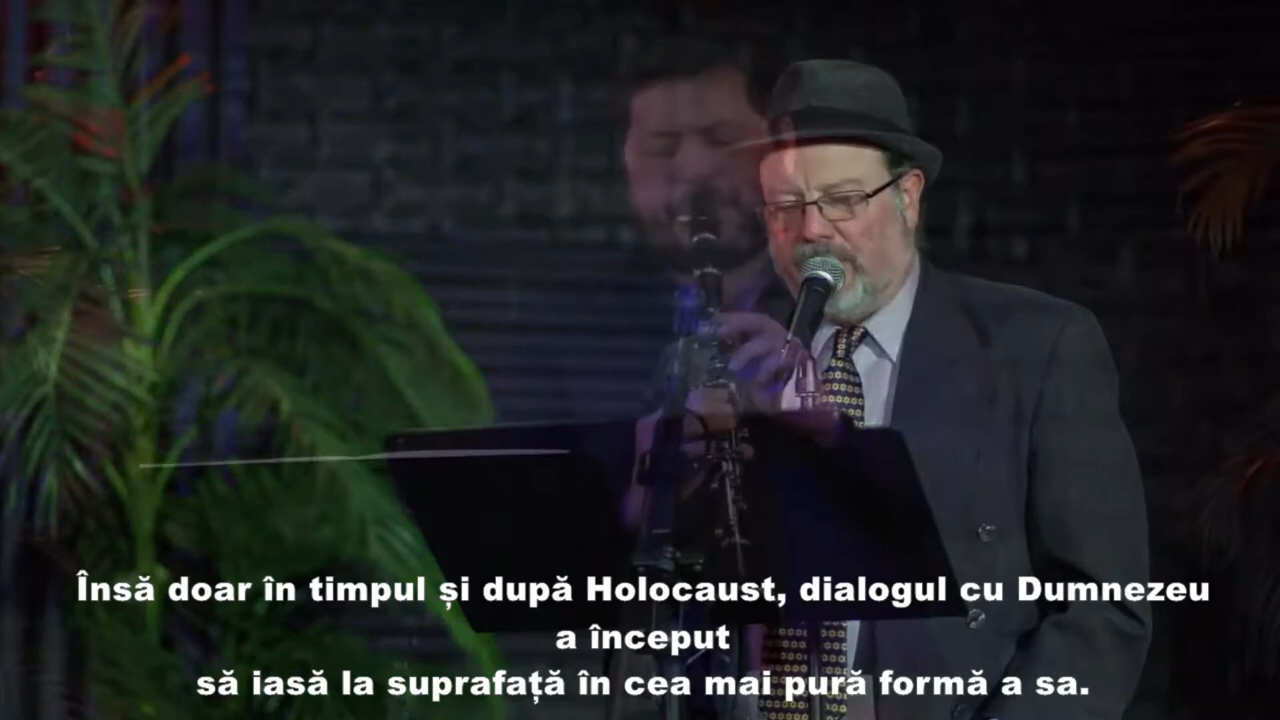 Însă doar în timpul și după Holocaust, dialogul cu Dumnezeu
a început
să iasă la suprafață în cea mai pură formă a sa.